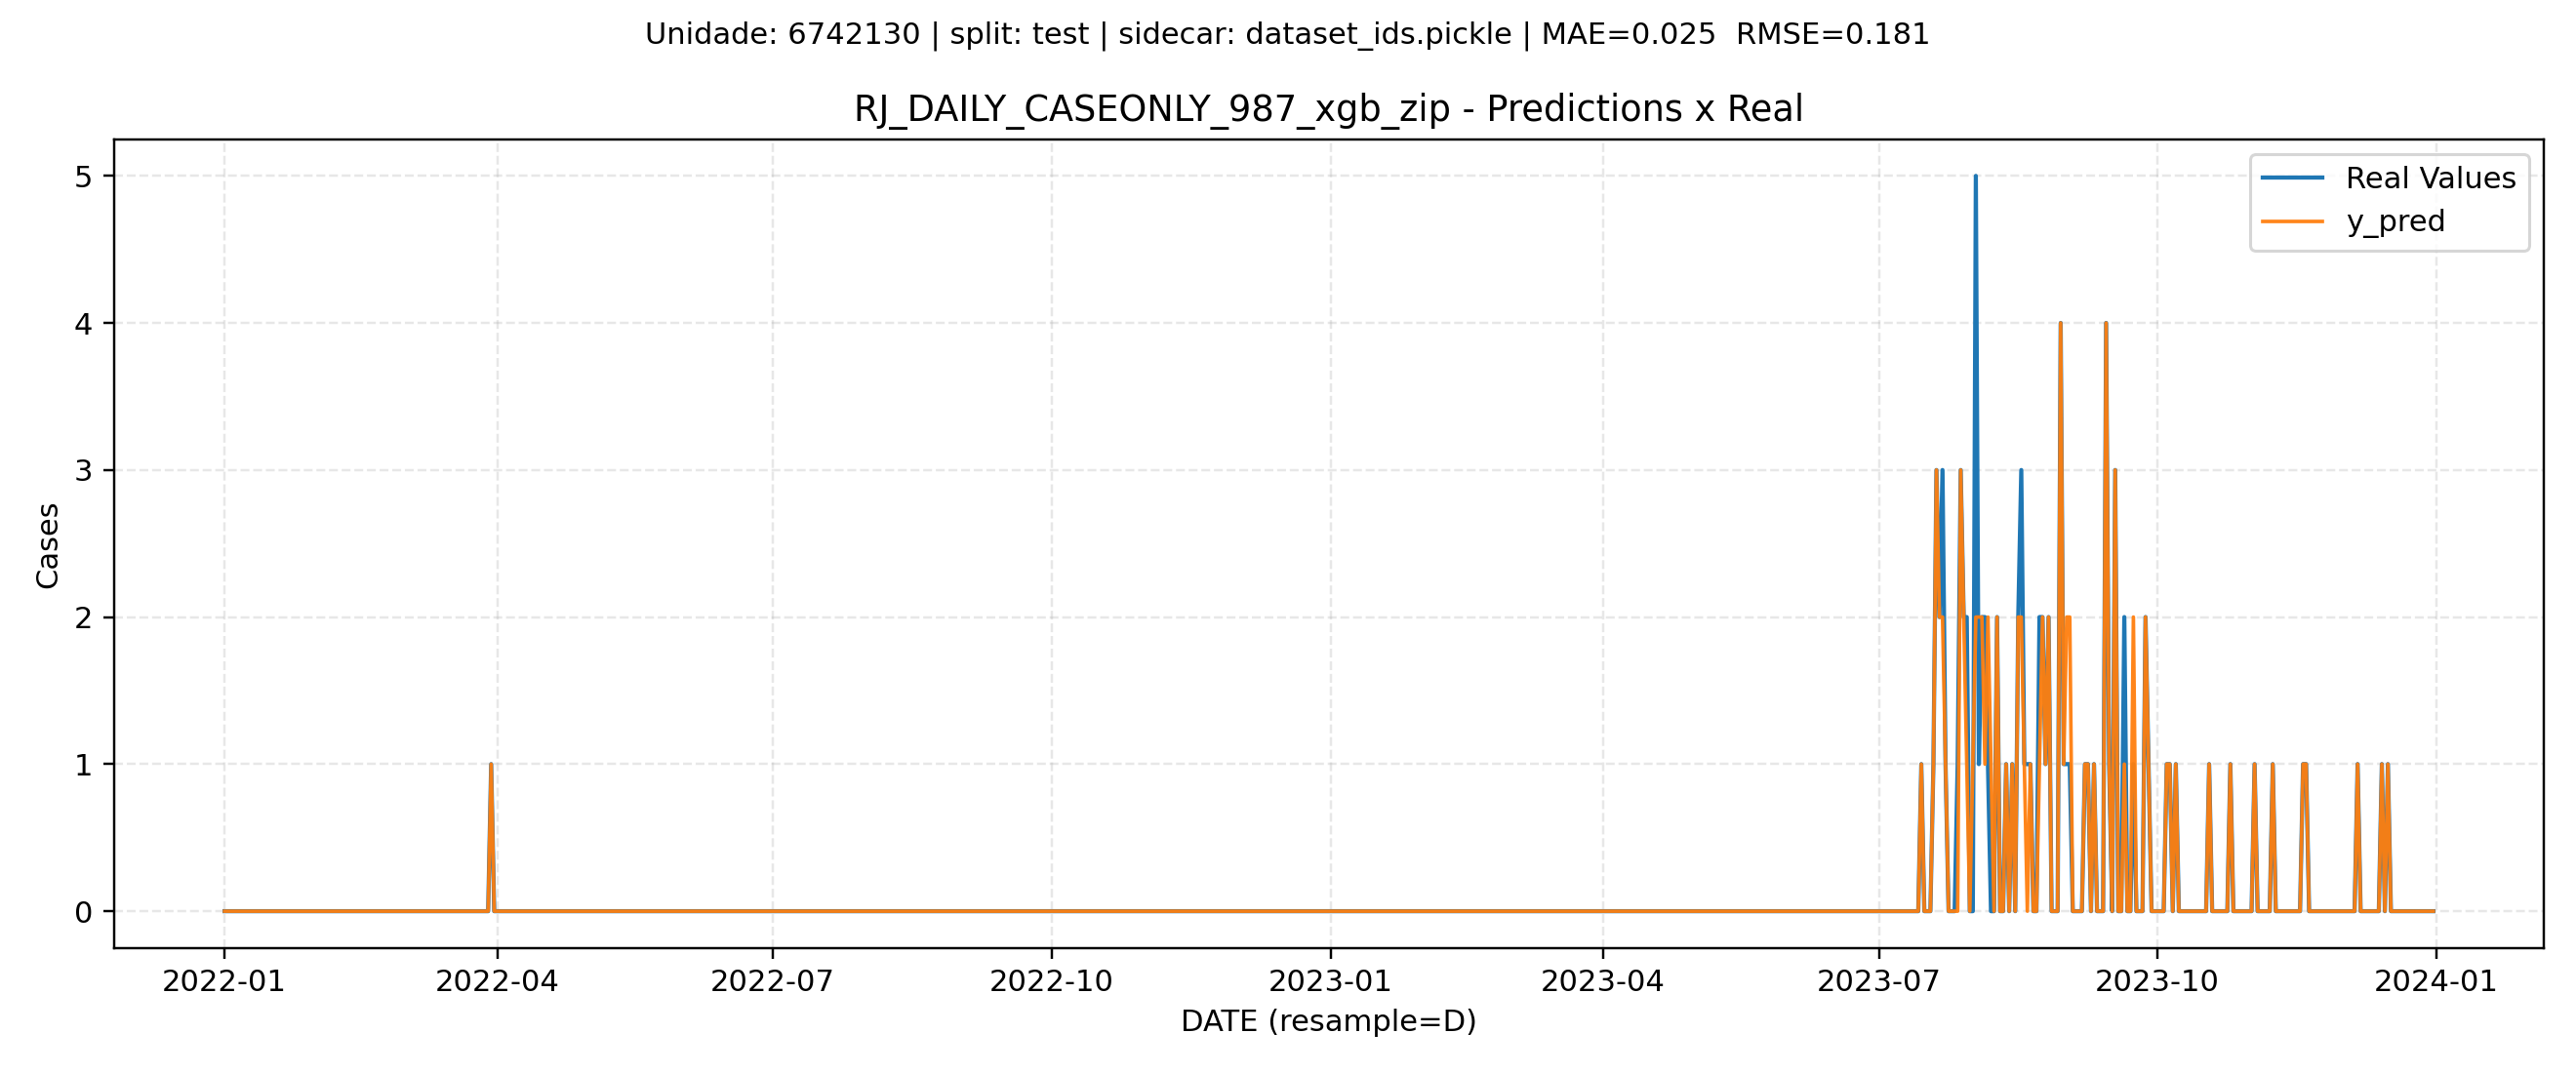 Unidade: 6742130 | split: test | sidecar: dataset_ids.pickle | MAE=0.025  RMSE=0.181
RJ_DAILY_CASEONLY_987_xgb_zip - Predictions x Real
Real Values
y_pred
5
4
3
2
1
0
Cases
2022-01 2022-04 2022-07 2022-10 2023-01 2023-04 2023-07 2023-10 2024-01
DATE (resample=D)